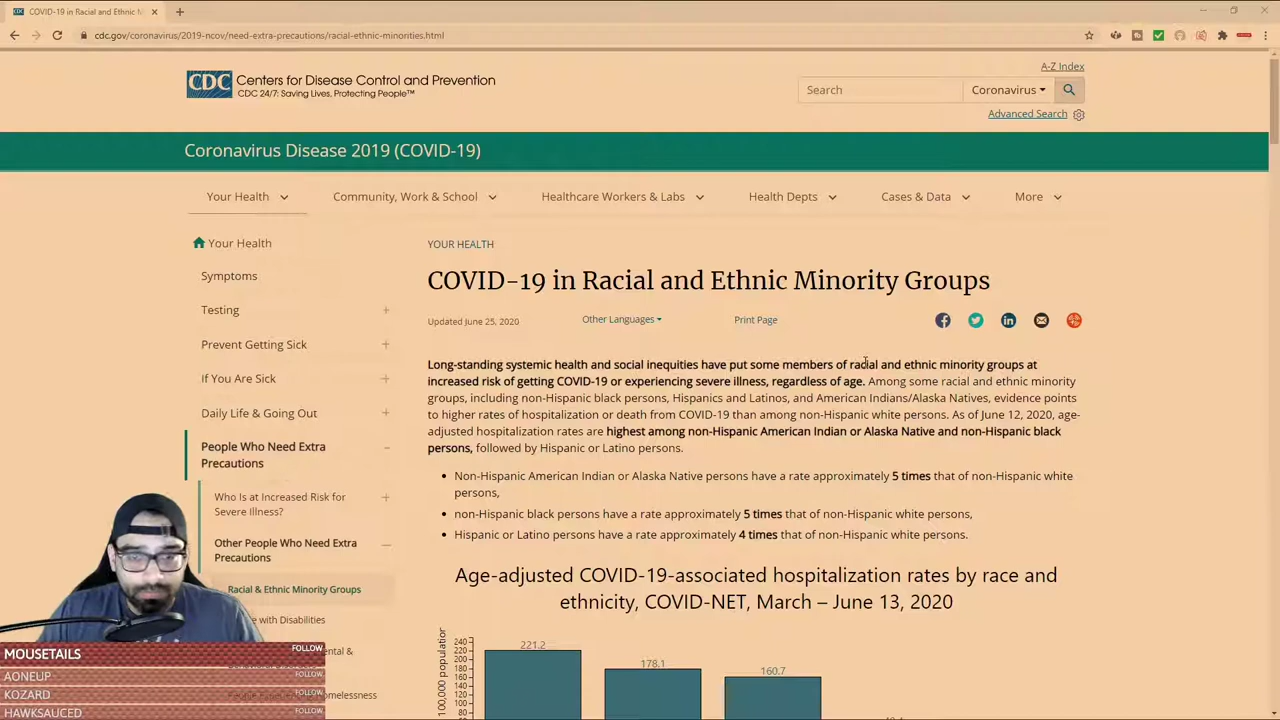 COVID-19 in Racial and Ethnic M
cdc.gov/coronavirus/2019-ncov/need-extra-precautions/racial-ethnic-minorities.html
A-Z Index
CDC Centers for Disease Control and Prevention
CDC 24/7: Saving Lives, Protecting People™
Search
Coronavirus
Advanced Search
Coronavirus Disease 2019 (COVID-19)
Your Health
Community, Work & School
Healthcare Workers & Labs
Health Depts
Cases & Data
More
Your Health
Symptoms
Testing
Prevent Getting Sick
If You Are Sick
Daily Life & Going Out
People Who Need Extra
Precautions
Who Is at Increased Risk for
Severe Illness?
Other People Who Need Extra
Precautions
Racial & Ethnic Minority Groups
with Disabilities
YOUR HEALTH
COVID-19 in Racial and Ethnic Minority Groups
Updated June 25, 2020
Other Languages
Print Page
Long-standing systemic health and social inequities have put some members of racial and ethnic minority groups at
increased risk of getting COVID-19 or experiencing severe illness, regardless of age. Among some racial and ethnic minority
groups, including non-Hispanic black persons, Hispanics and Latinos, and American Indians/Alaska Natives, evidence points
to higher rates of hospitalization or death from COVID-19 than among non-Hispanic white persons. As of June 12, 2020, age-
adjusted hospitalization rates are highest among non-Hispanic American Indian or Alaska Native and non-Hispanic black
persons, followed by Hispanic or Latino persons.
• Non-Hispanic American Indian or Alaska Native persons have a rate approximately 5 times that of non-Hispanic white
persons,
• non-Hispanic black persons have a rate approximately 5 times that of non-Hispanic white persons,
• Hispanic or Latino persons have a rate approximately 4 times that of non-Hispanic white persons.
Age-adjusted COVID-19-associated hospitalization rates by race and
ethnicity, COVID-NET, March – June 13, 2020
100,000 population
240
220
200
180
160
140
120
100
80
221.2
178.1
160.7
MOUSETAILS FOLLOW
AONEUP FOLLOW
KOZARD FOLLOW
HAWKSAUCED FOLLOW